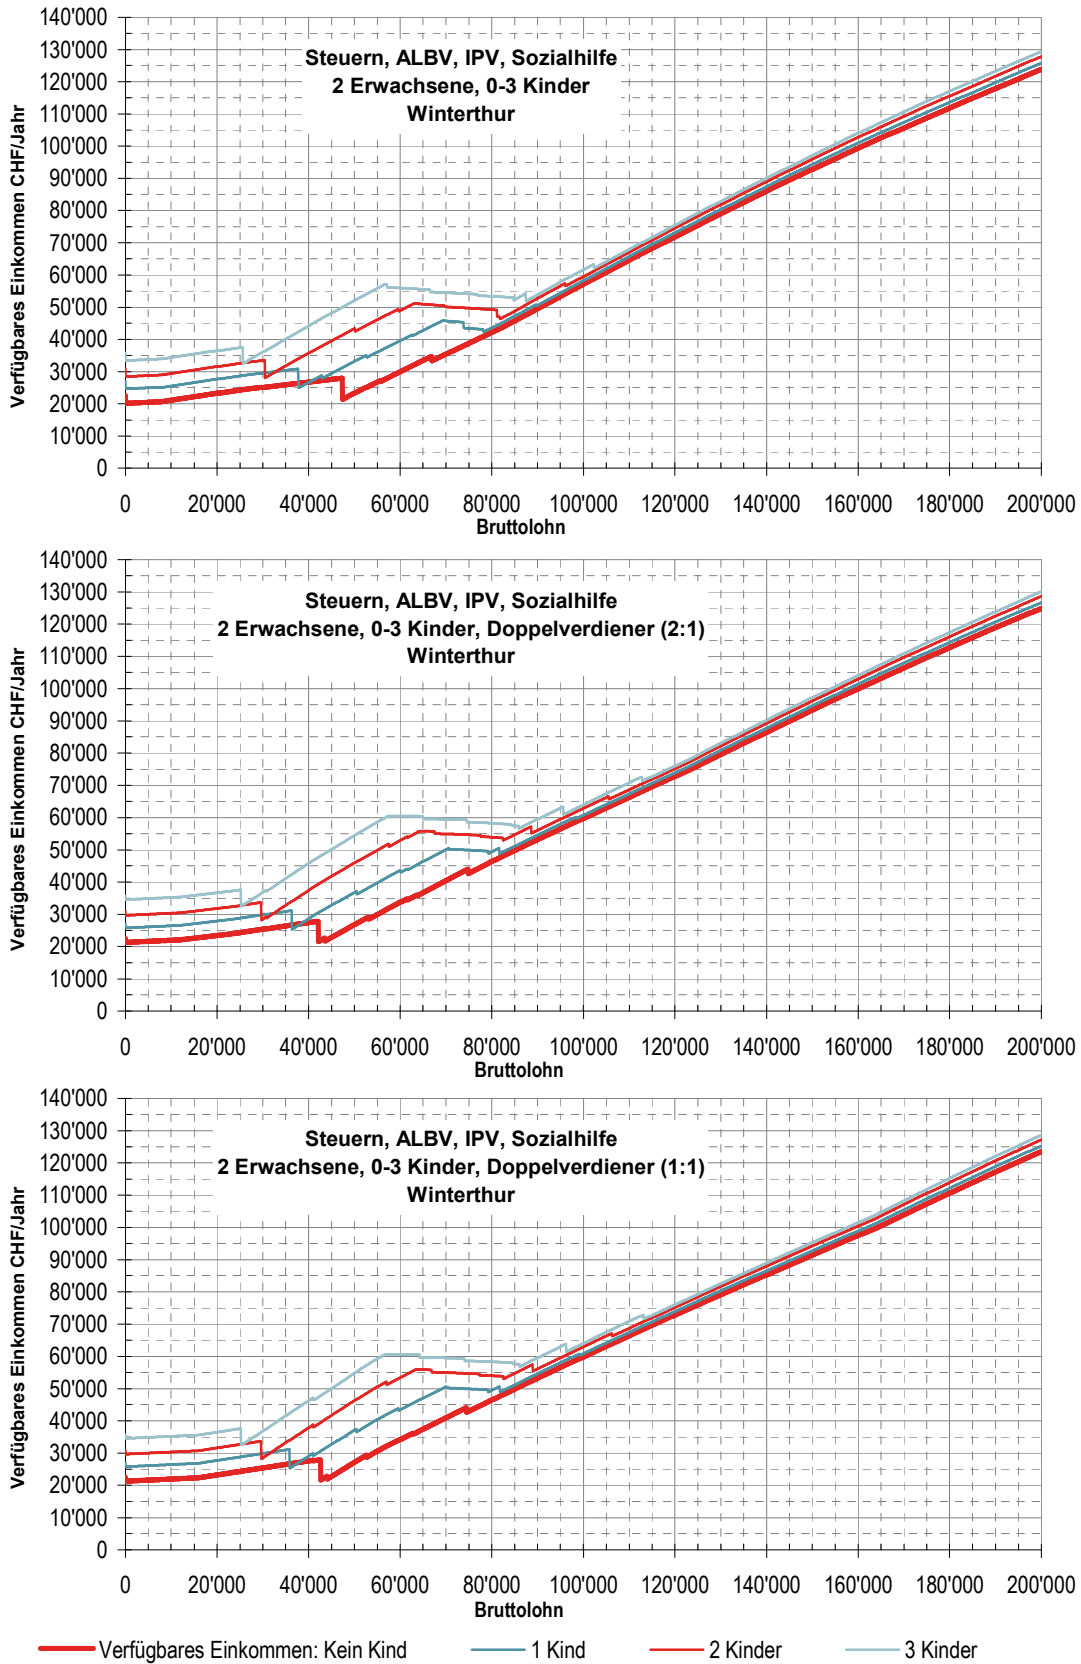 140'000
130'000
120'000
110'000
100'000
90'000
80'000
70'000
60'000
50'000
40'000
30'000
20'000
10'000
0
Verfügbares Einkommen CHF/Jahr
Steuern, ALBV, IPV, Sozialhilfe
2 Erwachsene, 0-3 Kinder
Winterthur
0 20'000 40'000 60'000 80'000 100'000 120'000 140'000 160'000 180'000 200'000
Bruttolohn
140'000
130'000
120'000
110'000
100'000
90'000
80'000
70'000
60'000
50'000
40'000
30'000
20'000
10'000
0
Verfügbares Einkommen CHF/Jahr
Steuern, ALBV, IPV, Sozialhilfe
2 Erwachsene, 0-3 Kinder, Doppelverdiener (2:1)
Winterthur
0 20'000 40'000 60'000 80'000 100'000 120'000 140'000 160'000 180'000 200'000
Bruttolohn
140'000
130'000
120'000
110'000
100'000
90'000
80'000
70'000
60'000
50'000
40'000
30'000
20'000
10'000
0
Verfügbares Einkommen CHF/Jahr
Steuern, ALBV, IPV, Sozialhilfe
2 Erwachsene, 0-3 Kinder, Doppelverdiener (1:1)
Winterthur
0 20'000 40'000 60'000 80'000 100'000 120'000 140'000 160'000 180'000 200'000
Bruttolohn
Verfügbares Einkommen: Kein Kind 1 Kind 2 Kinder 3 Kinder